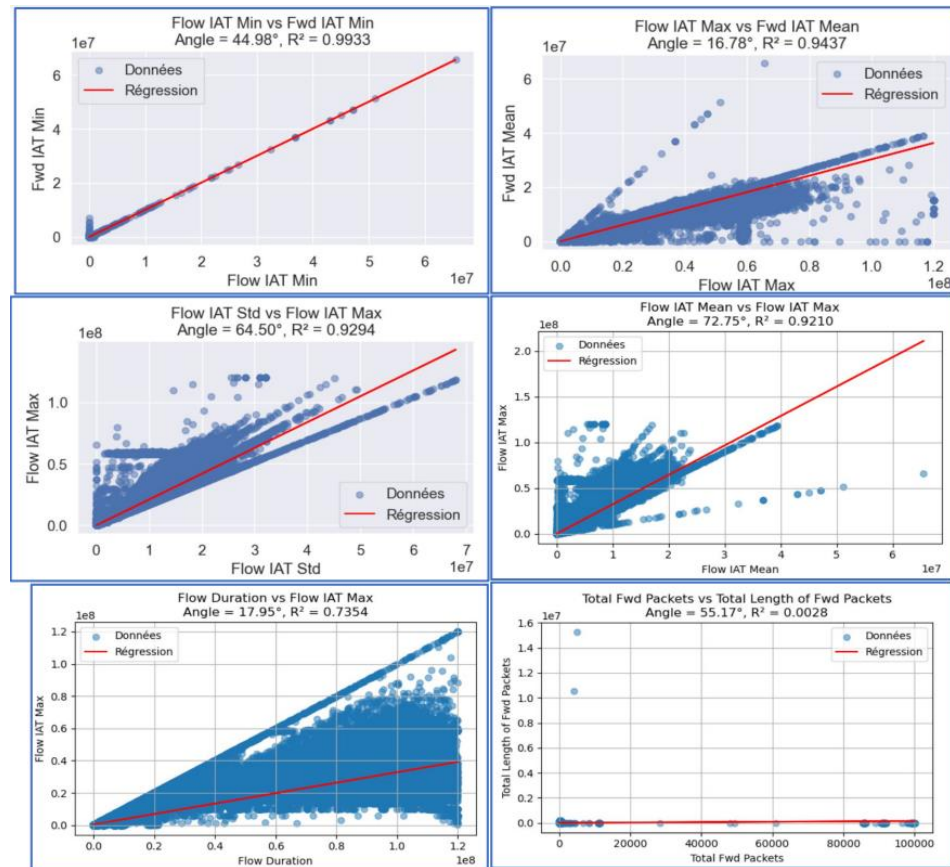 Flow IAT Min vs Fwd IAT Min
Angle = 44.98°, R² = 0.9933
1e7
Données
Régression
Fwd IAT Min
6
4
2
0
0 1 2 3 4 5 6
Flow IAT Min
1e7
Flow IAT Max vs Fwd IAT Mean
Angle = 16.78°, R² = 0.9437
1e7
Données
Régression
Fwd IAT Mean
6
4
2
0
0.0 0.2 0.4 0.6 0.8 1.0 1.2
Flow IAT Max
1e8
Flow IAT Std vs Flow IAT Max
Angle = 64.50°, R² = 0.9294
1e8
Flow IAT Max
1.0
0.5
0.0
Données
Régression
0 1 2 3 4 5 6 7
Flow IAT Std
1e7
Flow IAT Mean vs Flow IAT Max
Angle = 72.75°, R² = 0.9210
1e8
Données
Régression
Flow IAT Max
2.0
1.5
1.0
0.5
0.0
0 1 2 3 4 5 6
Flow IAT Mean
1e7
Flow Duration vs Flow IAT Max
Angle = 17.95°, R² = 0.7354
1e8
Données
Régression
Flow IAT Max
1.2
1.0
0.8
0.6
0.4
0.2
0.0
0.0 0.2 0.4 0.6 0.8 1.0 1.2
Flow Duration
1e8
Total Fwd Packets vs Total Length of Fwd Packets
Angle = 55.17°, R² = 0.0028
1e7
Données
Régression
Total Length of Fwd Packets
1.6
1.4
1.2
1.0
0.8
0.6
0.4
0.2
0.0
0 20000 40000 60000 80000 100000
Total Fwd Packets